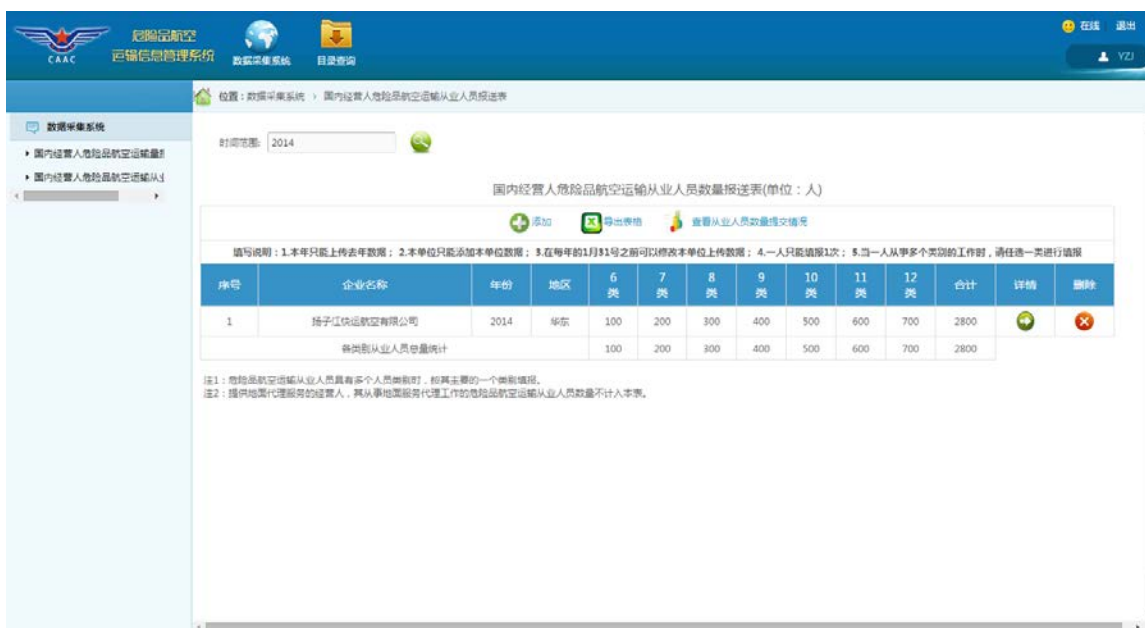 危险品航空
运输信息管理系统
CAAC
数据采集系统
目录查询
在线 退出
YZJ
位置：数据采集系统 › 国内经营人危险品航空运输从业人员报送表
数据采集系统
国内经营人危险品航空运输量
国内经营人危险品航空运输从业
时间范围: 2014
国内经营人危险品航空运输从业人员数量报送表(单位：人)
添加 导出表格 查看从业人员数量提交情况
填写说明：1.本年只能上传去年数据； 2.本单位只能添加本单位数据； 3.在每年的1月31号之前可以修改本单位上传数据； 4.一人只能填报1次； 5.当一人从事多个类别的工作时，请任选一类进行填报
序号 企业名称 年份 地区 6类 7类 8类 9类 10类 11类 12类 合计 详情 删除
1 扬子江快运航空有限公司 2014 华东 100 200 300 400 500 600 700 2800
各类别从业人员总量统计 100 200 300 400 500 600 700 2800
注1：危险品航空运输从业人员具有多个人员类别时，按其主要的一个类别填报。
注2：提供地面代理服务的经营人，其从事地面服务代理工作的危险品航空运输从业人员数量不计入本表。